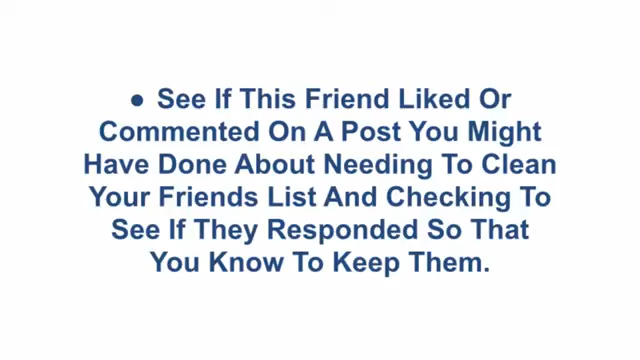 ● See If This Friend Liked Or
Commented On A Post You Might
Have Done About Needing To Clean
Your Friends List And Checking To
See If They Responded So That
You Know To Keep Them.